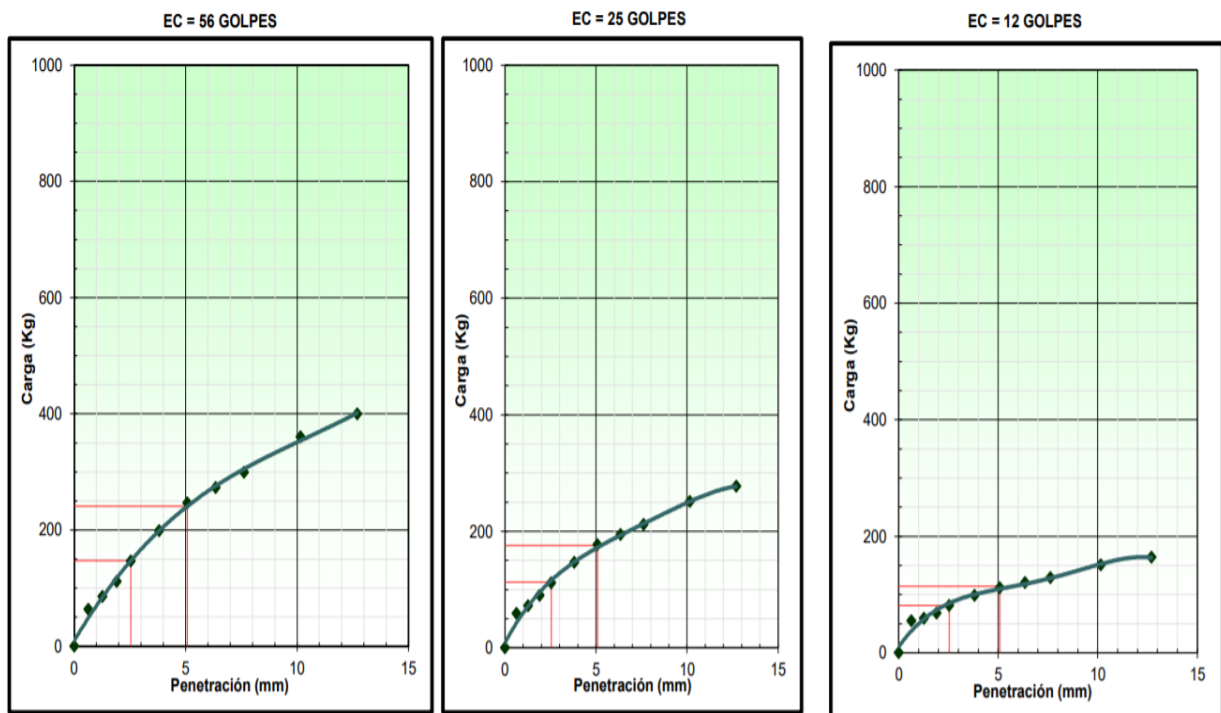 EC = 56 GOLPES
1000
800
600
400
200
0
Carga (Kg)
0 5 10 15
Penetración (mm)
EC = 25 GOLPES
1000
800
600
400
200
0
Carga (Kg)
0 5 10 15
Penetración (mm)
EC = 12 GOLPES
1000
800
600
400
200
0
Carga (Kg)
0 5 10 15
Penetración (mm)